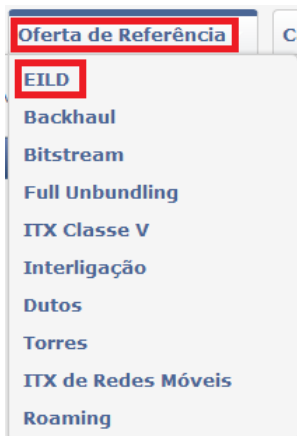 Oferta de Referência
C
EILD
Backhaul
Bitstream
Full Unbundling
ITX Classe V
Interligação
Dutos
Torres
ITX de Redes Móveis
Roaming